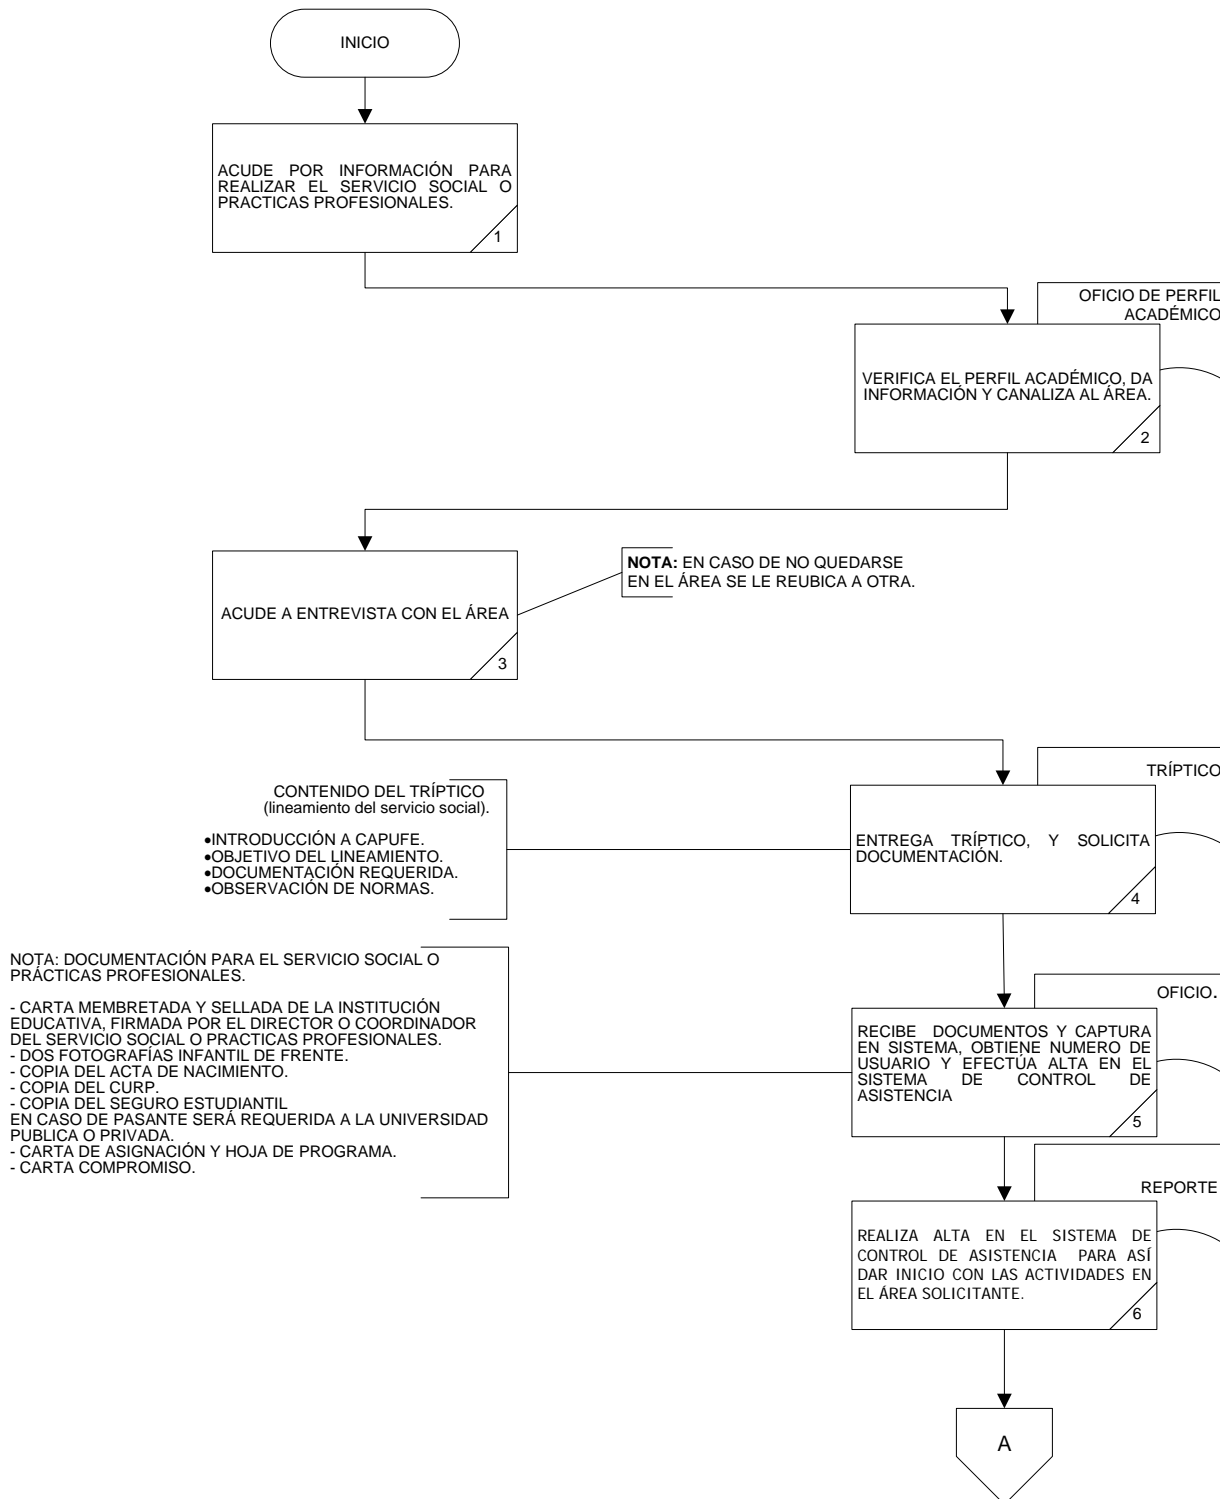 INICIO
ACUDE POR INFORMACIÓN PARA
REALIZAR EL SERVICIO SOCIAL O
PRACTICAS PROFESIONALES.
1
OFICIO DE PERFIL
ACADÉMICO
VERIFICA EL PERFIL ACADÉMICO, DA
INFORMACIÓN Y CANALIZA AL ÁREA.
2
ACUDE A ENTREVISTA CON EL ÁREA
3
NOTA: EN CASO DE NO QUEDARSE
EN EL ÁREA SE LE REUBICA A OTRA.
TRÍPTICO
CONTENIDO DEL TRÍPTICO
(lineamiento del servicio social).
•INTRODUCCIÓN A CAPUFE.
•OBJETIVO DEL LINEAMIENTO.
•DOCUMENTACIÓN REQUERIDA.
•OBSERVACIÓN DE NORMAS.
ENTREGA TRÍPTICO, Y SOLICITA
DOCUMENTACIÓN.
4
NOTA: DOCUMENTACIÓN PARA EL SERVICIO SOCIAL O
PRÁCTICAS PROFESIONALES.
- CARTA MEMBRETADA Y SELLADA DE LA INSTITUCIÓN
EDUCATIVA, FIRMADA POR EL DIRECTOR O COORDINADOR
DEL SERVICIO SOCIAL O PRACTICAS PROFESIONALES.
- DOS FOTOGRAFÍAS INFANTIL DE FRENTE.
- COPIA DEL ACTA DE NACIMIENTO.
- COPIA DEL CURP.
- COPIA DEL SEGURO ESTUDIANTIL
EN CASO DE PASANTE SERÁ REQUERIDA A LA UNIVERSIDAD
PUBLICA O PRIVADA.
- CARTA DE ASIGNACIÓN Y HOJA DE PROGRAMA.
- CARTA COMPROMISO.
OFICIO.
RECIBE DOCUMENTOS Y CAPTURA
EN SISTEMA, OBTIENE NUMERO DE
USUARIO Y EFECTÚA ALTA EN EL
SISTEMA DE CONTROL DE
ASISTENCIA
5
REPORTE
REALIZA ALTA EN EL SISTEMA DE
CONTROL DE ASISTENCIA PARA ASÍ
DAR INICIO CON LAS ACTIVIDADES EN
EL ÁREA SOLICITANTE.
6
A